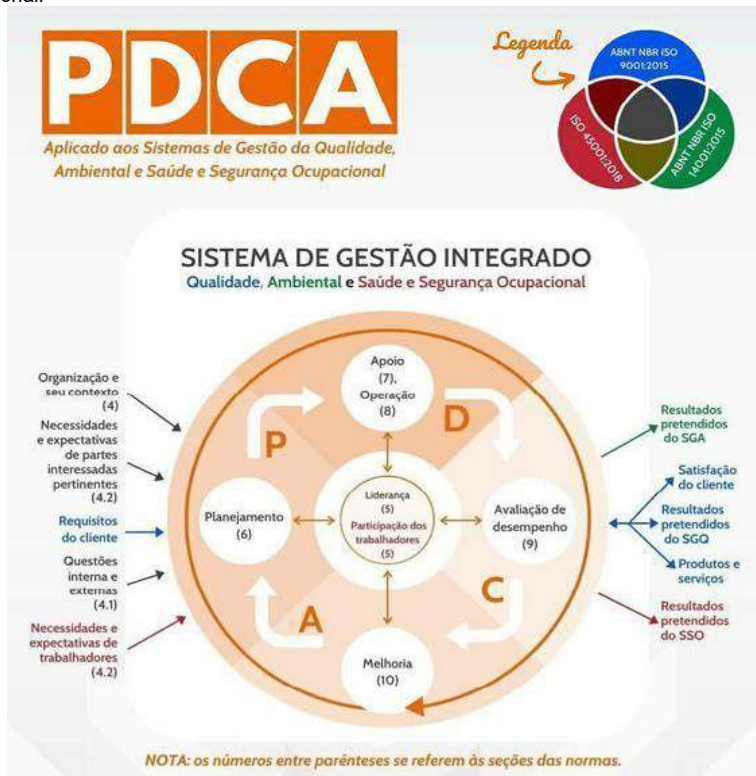 PDCA
Aplicado aos Sistemas de Gestão da Qualidade,
Ambiental e Saúde e Segurança Ocupacional
Legenda
ABNT NBR ISO
9001:2015
ISO 45001:2018
ABNT NBR ISO
14001:2015
SISTEMA DE GESTÃO INTEGRADO
Qualidade, Ambiental e Saúde e Segurança Ocupacional
Organização e
seu contexto
(4)
Necessidades
e expectativas
de partes
interessadas
pertinentes
(4.2)
Requisitos
do cliente
Questões
interna e
externas
(4.1)
Necessidades e
expectativas de
trabalhadores
(4.2)
P
Apoio
(7),
Operação
(8)
D
Planejamento
(6)
Liderança
(5)
Participação dos
trabalhadores
(5)
Avaliação de
desempenho
(9)
A
C
Melhoria
(10)
Resultados
pretendidos
do SGA
Satisfação
do cliente
Resultados
pretendidos
do SGQ
Produtos e
serviços
Resultados
pretendidos
do SSO
NOTA: os números entre parênteses se referem às seções das normas.